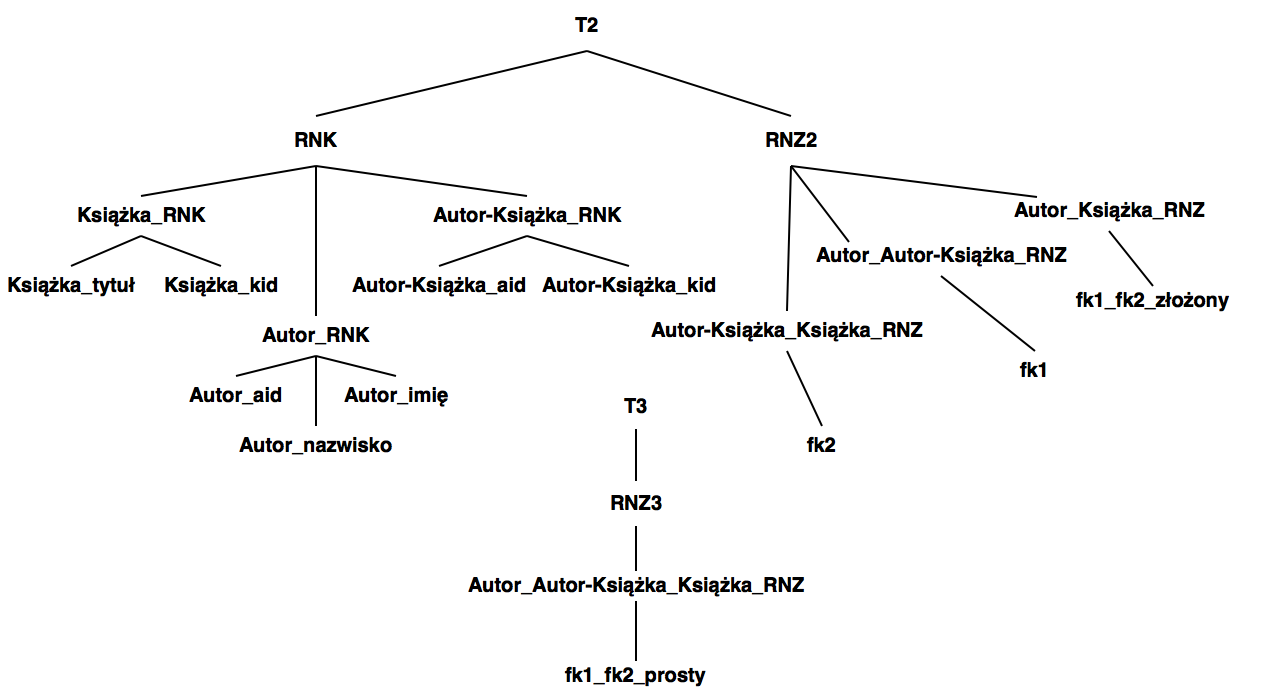 T2
RNK
RNZ2
Książka_RNK
Autor-Książka_RNK
Autor_Książka_RNZ
Autor_Autor-Książka_RNZ
Książka_tytuł
Książka_kid
Autor-Książka_aid
Autor-Książka_kid
fk1_fk2_złożony
Autor_RNK
Autor-Książka_Książka_RNZ
fk1
Autor_aid
Autor_imię
T3
Autor_nazwisko
fk2
RNZ3
Autor_Autor-Książka_Książka_RNZ
fk1_fk2_prosty